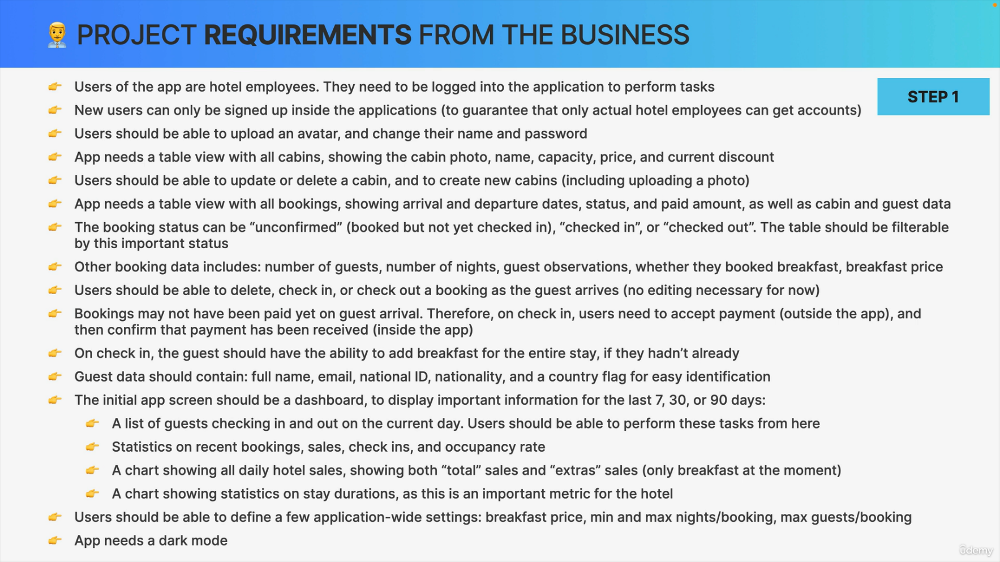 PROJECT REQUIREMENTS FROM THE BUSINESS
STEP 1
Users of the app are hotel employees. They need to be logged into the application to perform tasks
New users can only be signed up inside the applications (to guarantee that only actual hotel employees can get accounts)
Users should be able to upload an avatar, and change their name and password
App needs a table view with all cabins, showing the cabin photo, name, capacity, price, and current discount
Users should be able to update or delete a cabin, and to create new cabins (including uploading a photo)
App needs a table view with all bookings, showing arrival and departure dates, status, and paid amount, as well as cabin and guest data
The booking status can be “unconfirmed” (booked but not yet checked in), “checked in”, or “checked out”. The table should be filterable
by this important status
Other booking data includes: number of guests, number of nights, guest observations, whether they booked breakfast, breakfast price
Users should be able to delete, check in, or check out a booking as the guest arrives (no editing necessary for now)
Bookings may not have been paid yet on guest arrival. Therefore, on check in, users need to accept payment (outside the app), and
then confirm that payment has been received (inside the app)
On check in, the guest should have the ability to add breakfast for the entire stay, if they hadn’t already
Guest data should contain: full name, email, national ID, nationality, and a country flag for easy identification
The initial app screen should be a dashboard, to display important information for the last 7, 30, or 90 days:
A list of guests checking in and out on the current day. Users should be able to perform these tasks from here
Statistics on recent bookings, sales, check ins, and occupancy rate
A chart showing all daily hotel sales, showing both “total” sales and “extras” sales (only breakfast at the moment)
A chart showing statistics on stay durations, as this is an important metric for the hotel
Users should be able to define a few application-wide settings: breakfast price, min and max nights/booking, max guests/booking
App needs a dark mode
ûdemy